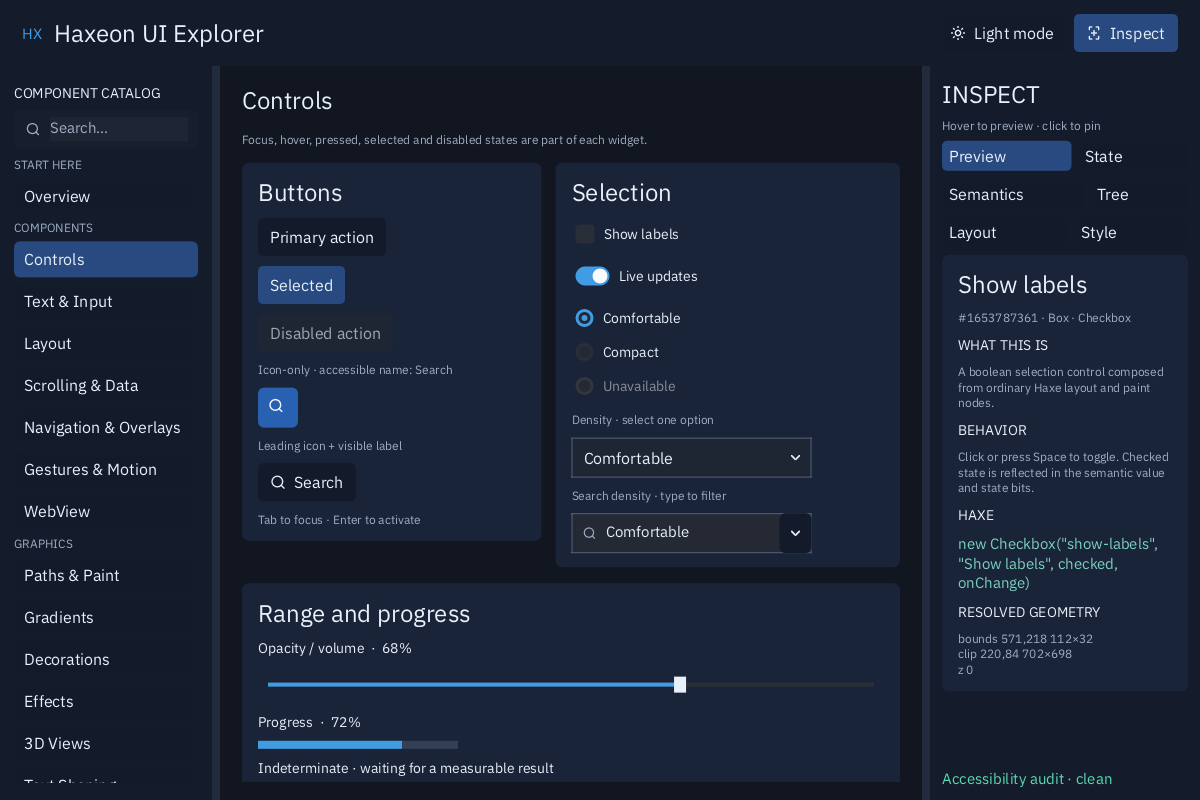 HX Haxeon UI Explorer
Light mode
Inspect
COMPONENT CATALOG
Search...
START HERE
Overview
COMPONENTS
Controls
Text & Input
Layout
Scrolling & Data
Navigation & Overlays
Gestures & Motion
WebView
GRAPHICS
Paths & Paint
Gradients
Decorations
Effects
3D Views
Controls
Focus, hover, pressed, selected and disabled states are part of each widget.
Buttons
Primary action
Selected
Disabled action
Icon-only · accessible name: Search
Leading icon + visible label
Search
Tab to focus · Enter to activate
Selection
Show labels
Live updates
Comfortable
Compact
Unavailable
Density · select one option
Comfortable
Search density · type to filter
Comfortable
Range and progress
Opacity / volume · 68%
Progress · 72%
Indeterminate · waiting for a measurable result
INSPECT
Hover to preview · click to pin
Preview State
Semantics Tree
Layout Style
Show labels
#1653787361 · Box · Checkbox
WHAT THIS IS
A boolean selection control composed
from ordinary Haxe layout and paint
nodes.
BEHAVIOR
Click or press Space to toggle. Checked
state is reflected in the semantic value
and state bits.
HAXE
new Checkbox("show-labels",
"Show labels", checked,
onChange)
RESOLVED GEOMETRY
bounds 571,218 112×32
clip 220,84 702×698
z 0
Accessibility audit · clean